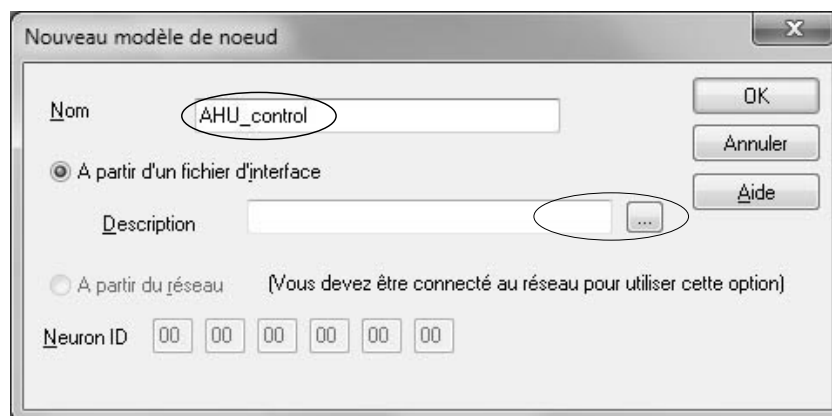 Nouveau modèle de noeud
x
Nom
AHU_control
OK
Annuler
A partir d'un fichier d'interface
Aide
Description
...
A partir du réseau (Vous devez être connecté au réseau pour utiliser cette option)
Neuron ID 00 00 00 00 00 00